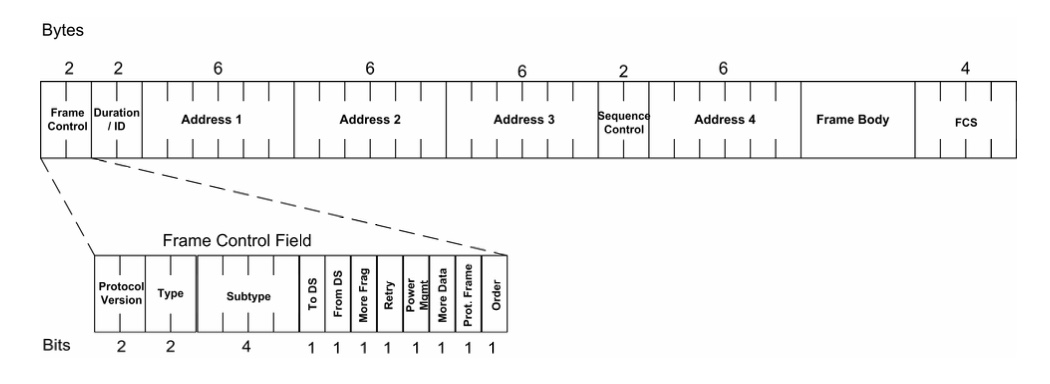 Bytes
2 2 6 6 6 2 6 4
Frame Control
Duration / ID
Address 1
Address 2
Address 3
Sequence Control
Address 4
Frame Body
FCS
Frame Control Field
Protocol Version
Type
Subtype
To DS
From DS
More Frag
Retry
Power Mgmt
More Data
Prot. Frame
Order
Bits
2 2 4 1 1 1 1 1 1 1 1